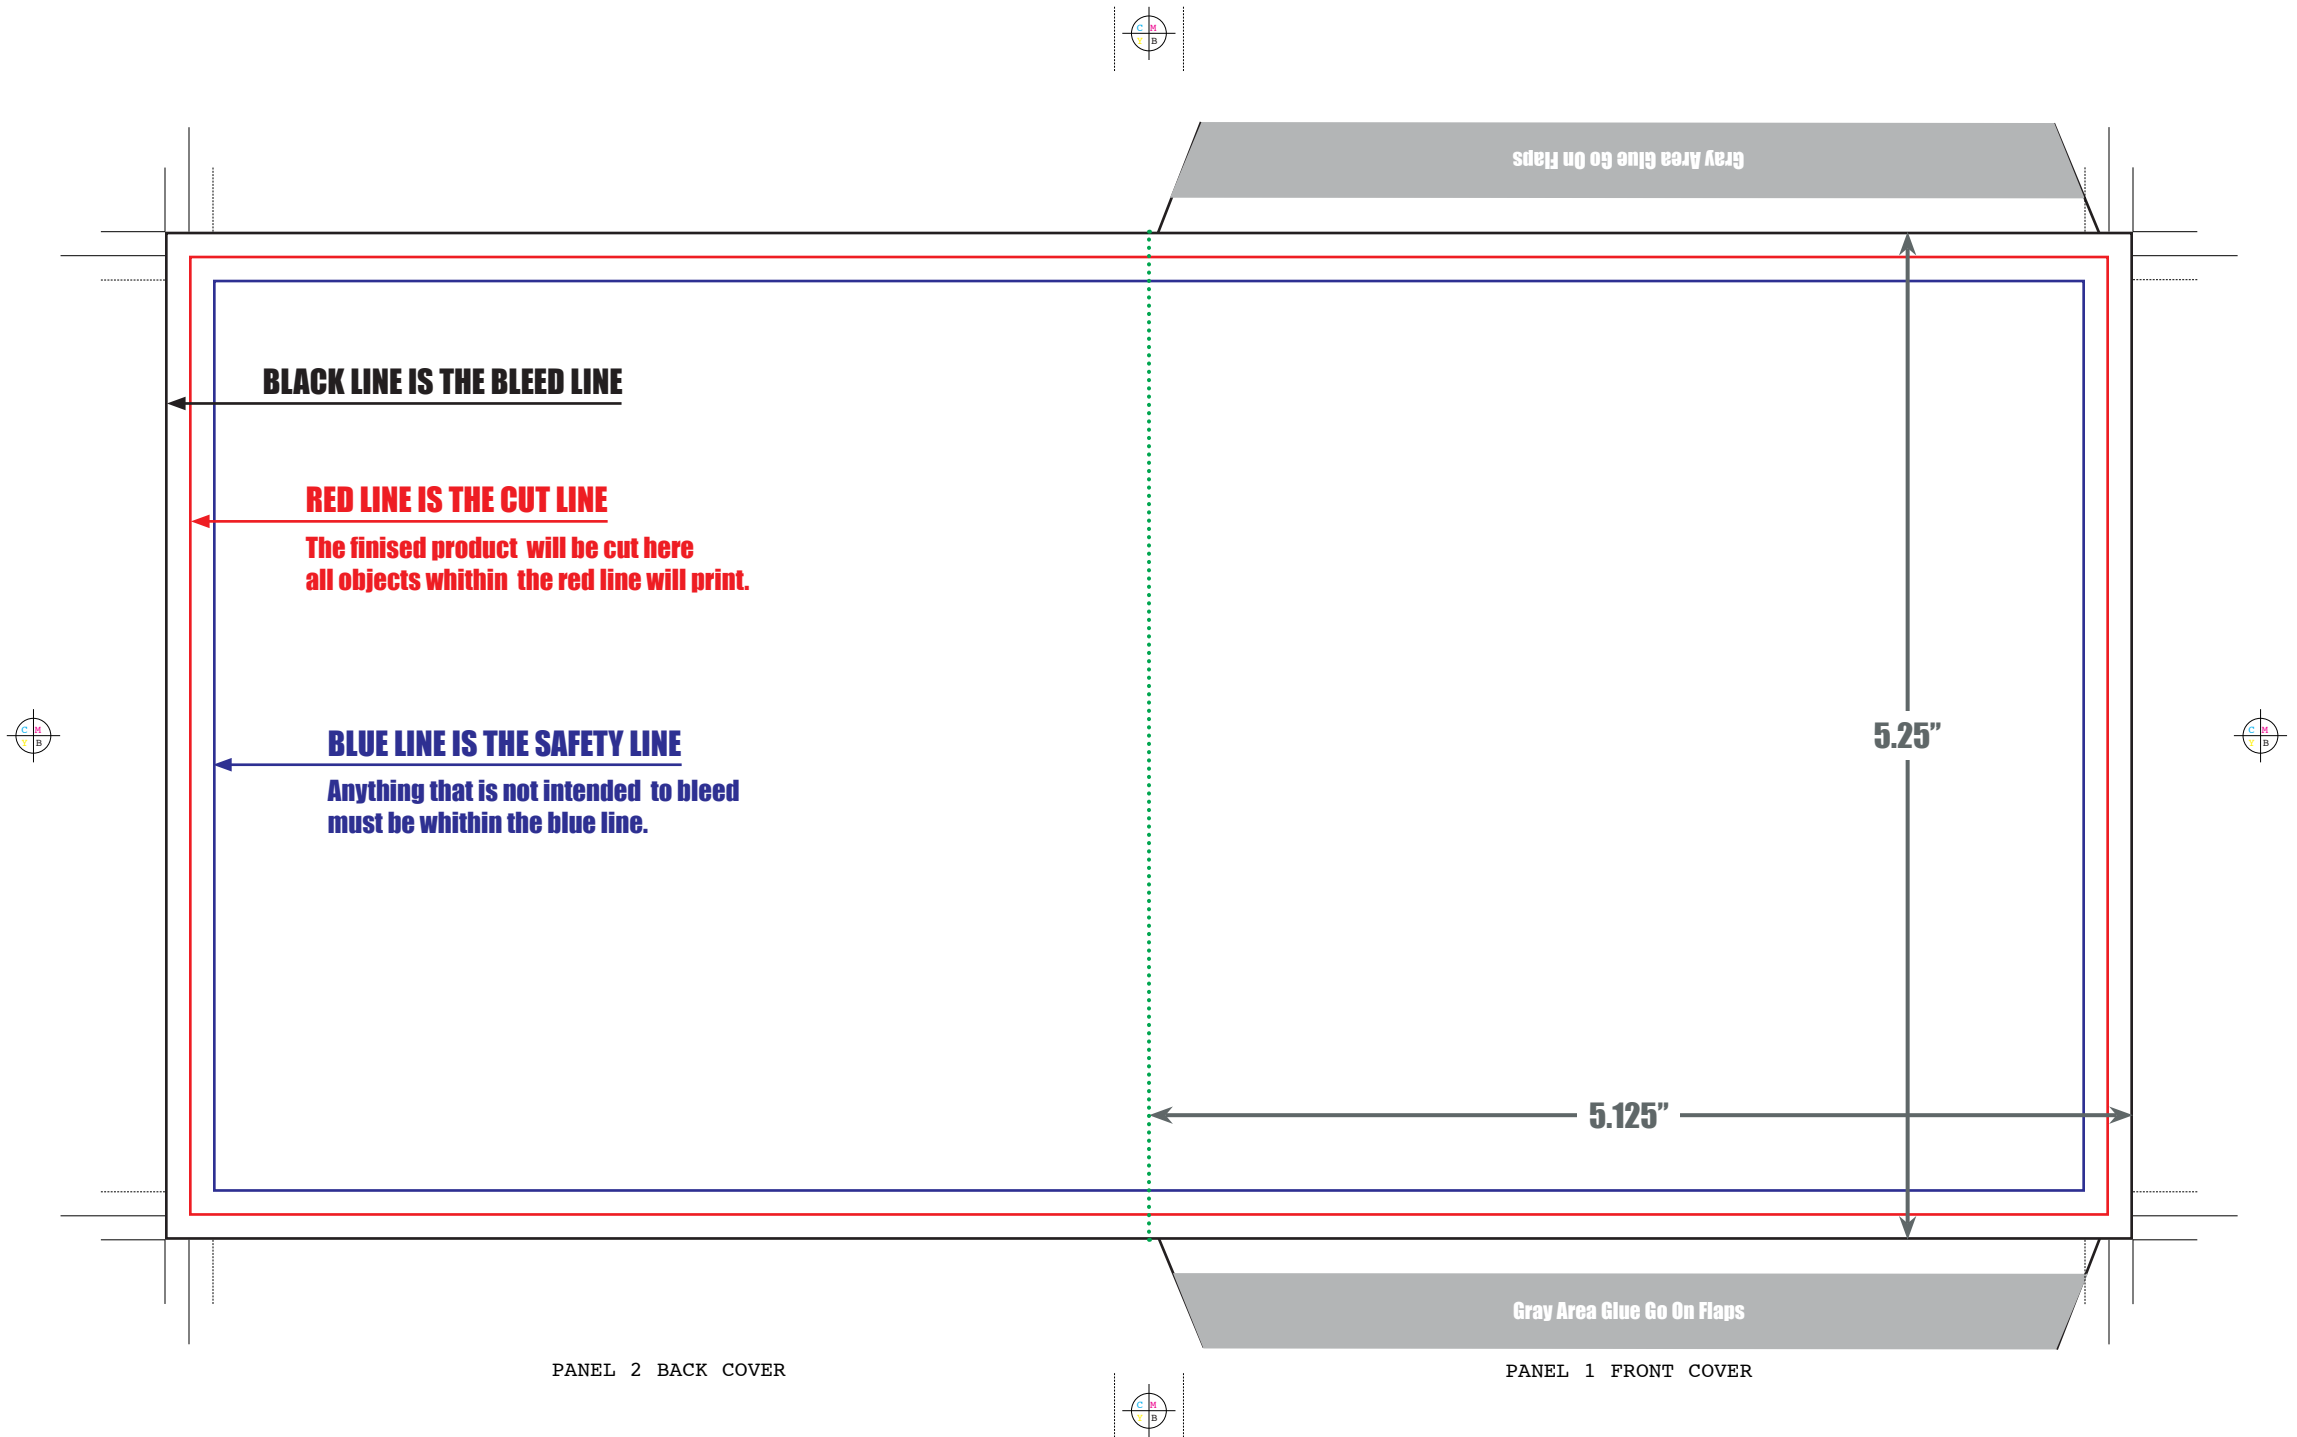 C M
Y B
Gray Area Glue Go On Flaps
BLACK LINE IS THE BLEED LINE
RED LINE IS THE CUT LINE
The finised product will be cut here
all objects whithin the red line will print.
C M
Y B
BLUE LINE IS THE SAFETY LINE
Anything that is not intended to bleed
must be whithin the blue line.
5.25”
C M
Y B
5.125”
Gray Area Glue Go On Flaps
PANEL 2 BACK COVER
PANEL 1 FRONT COVER
C M
Y B